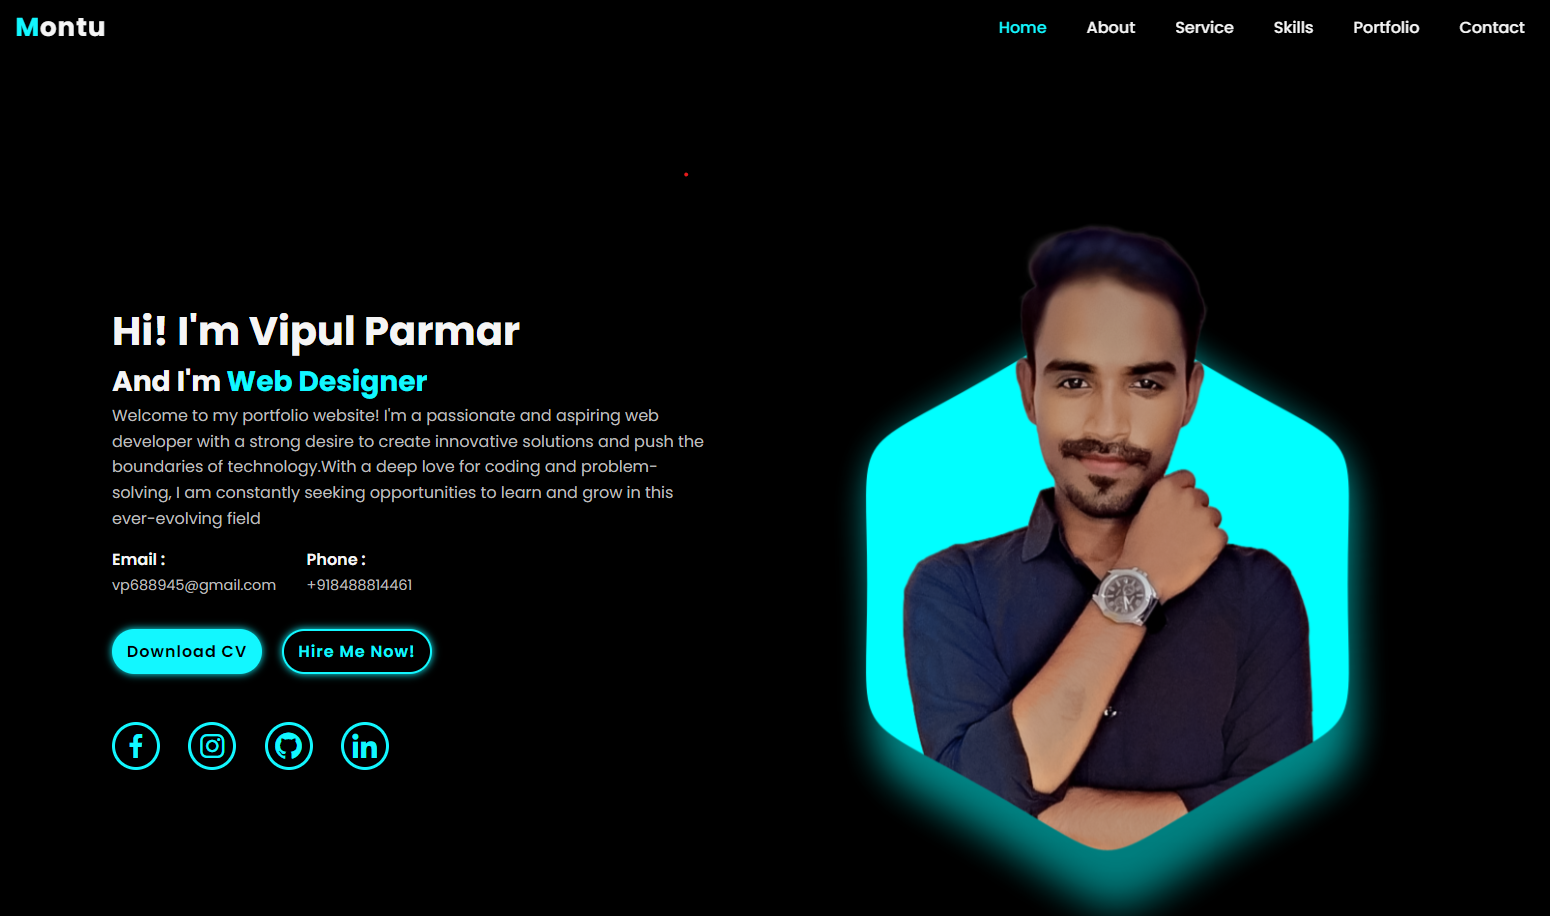 Montu
Home About Service Skills Portfolio Contact
Hi! I'm Vipul Parmar
And I'm Web Designer
Welcome to my portfolio website! I'm a passionate and aspiring web
developer with a strong desire to create innovative solutions and push the
boundaries of technology.With a deep love for coding and problem-
solving, I am constantly seeking opportunities to learn and grow in this
ever-evolving field
Email : Phone :
vp688945@gmail.com +918488814461
Download CV Hire Me Now!